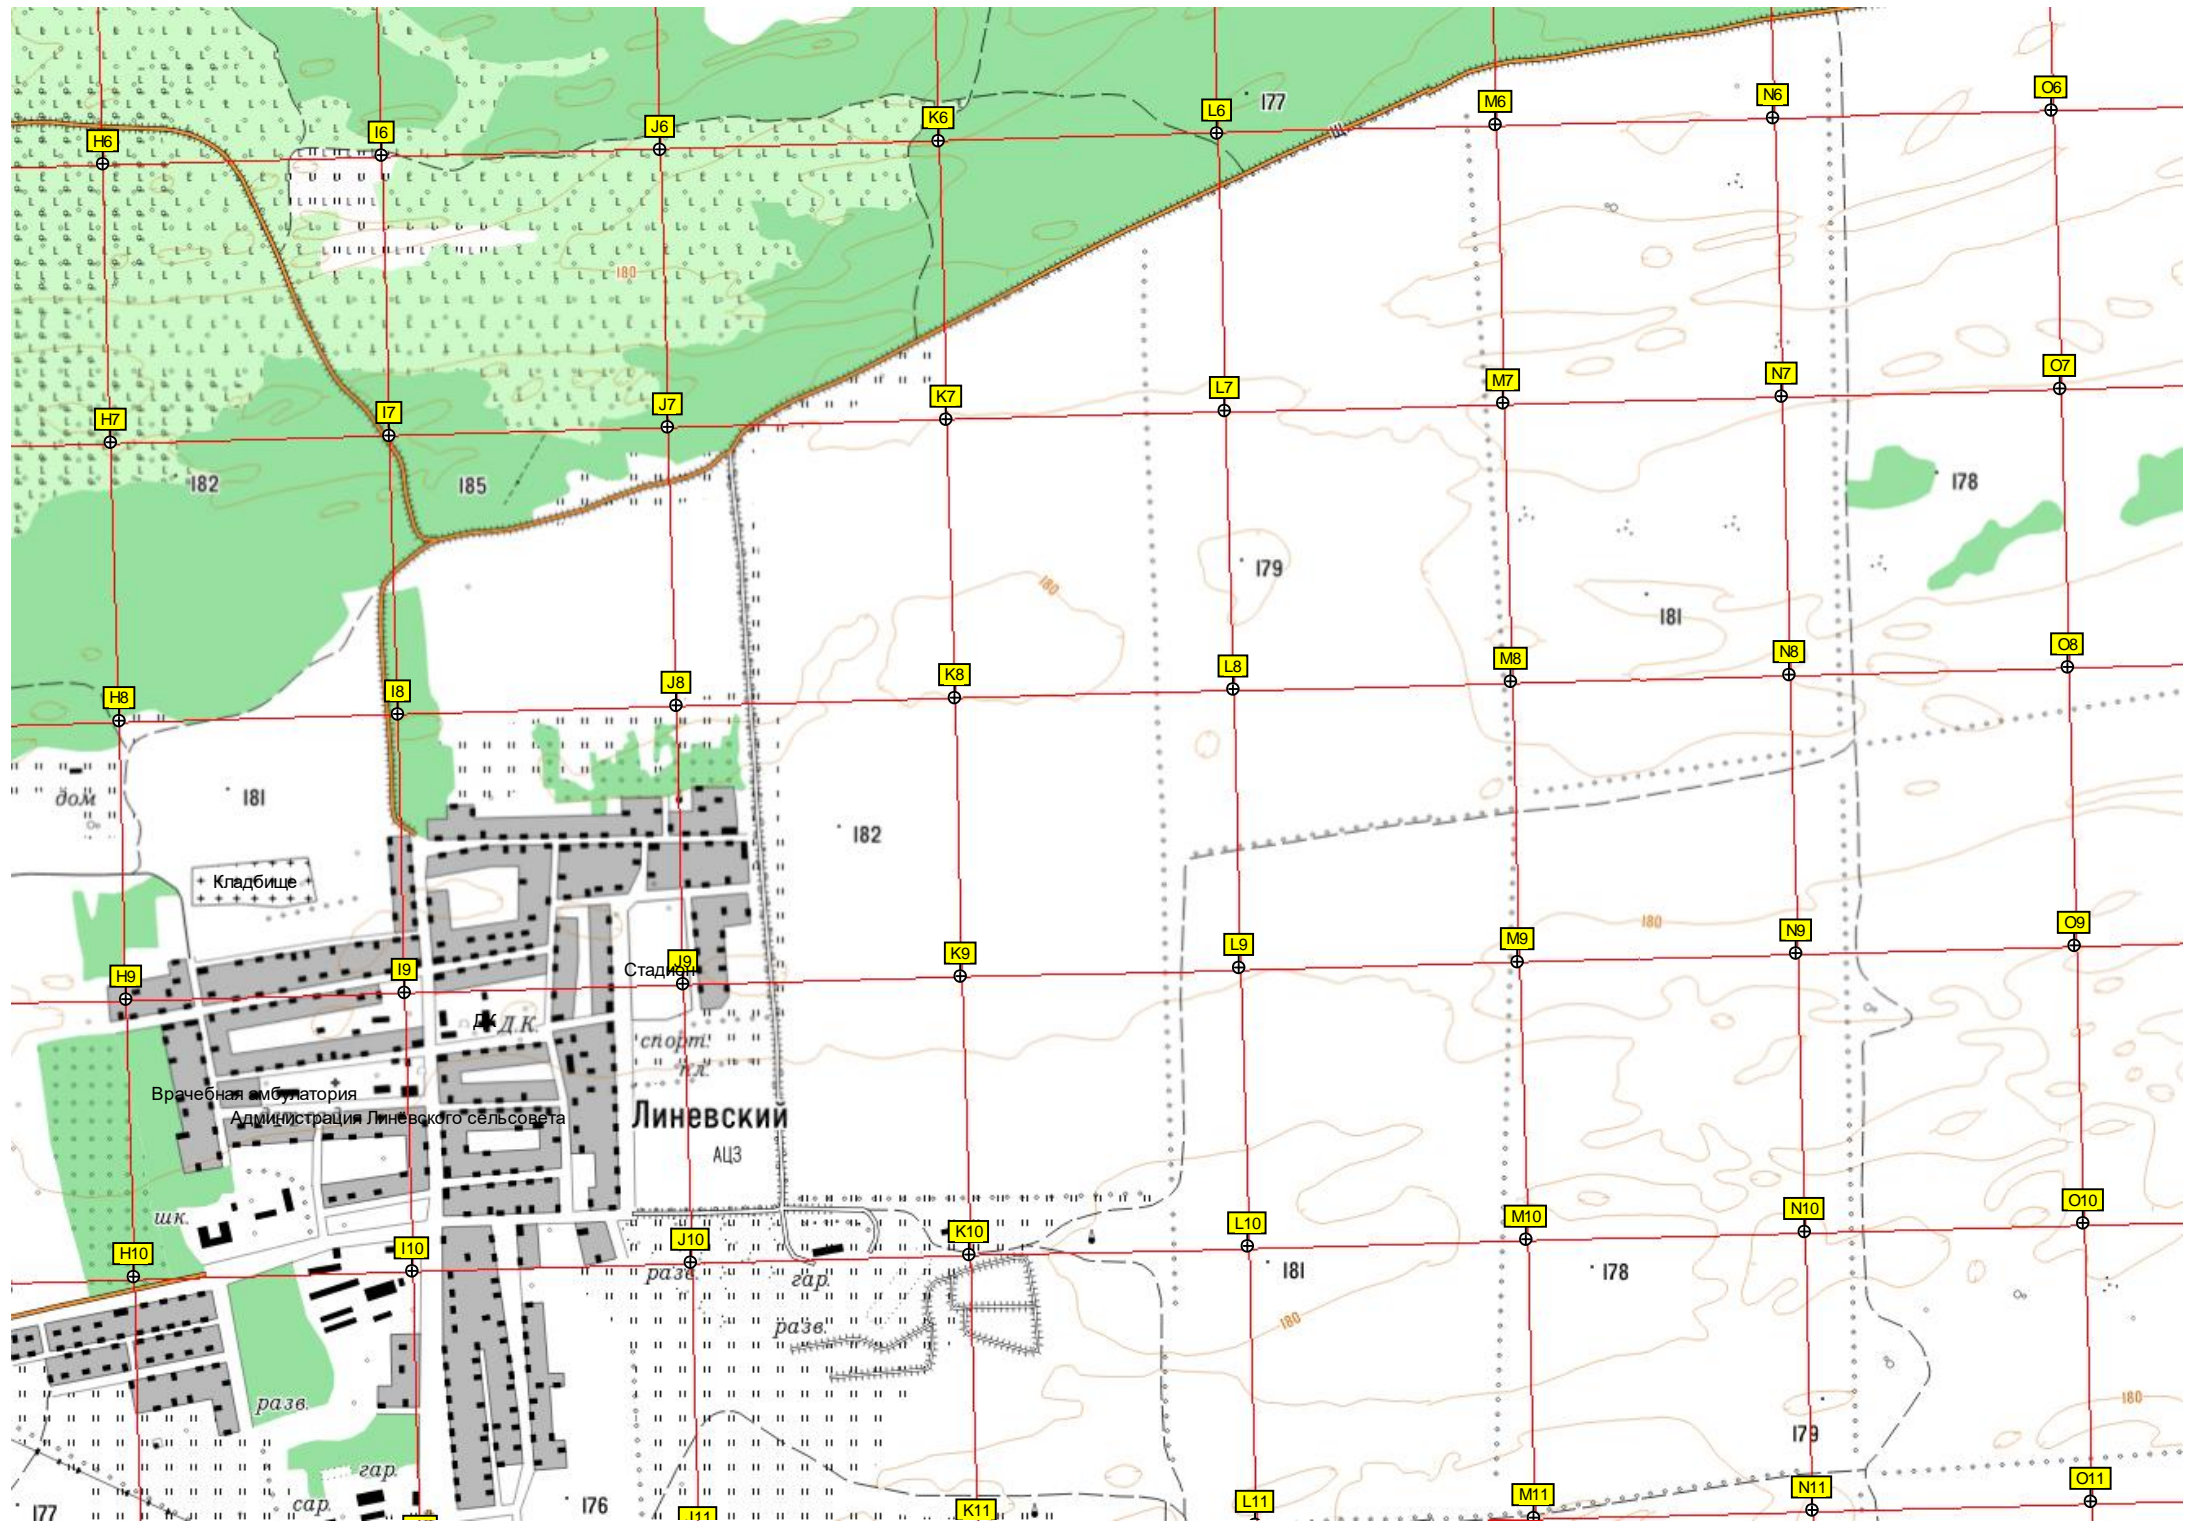 177
H6
I6
J6
K6
L6
M6
N6
O6
180
H7
I7
J7
K7
L7
M7
N7
O7
182
185
178
179
180
181
H8
I8
J8
K8
L8
M8
N8
O8
дом
181
182
Кладбище
180
H9
I9
J9
K9
L9
M9
N9
O9
Стадион
ДК
Д.К.
спорт.
пл.
Врачебная амбулатория
Администрация Линёвского сельсовета
Линевский
АЦЗ
шк.
H10
I10
J10
K10
L10
M10
N10
O10
разв.
гар.
181
178
разв.
180
разв.
180
179
гар.
сар.
177
176
J11
K11
L11
M11
N11
O11